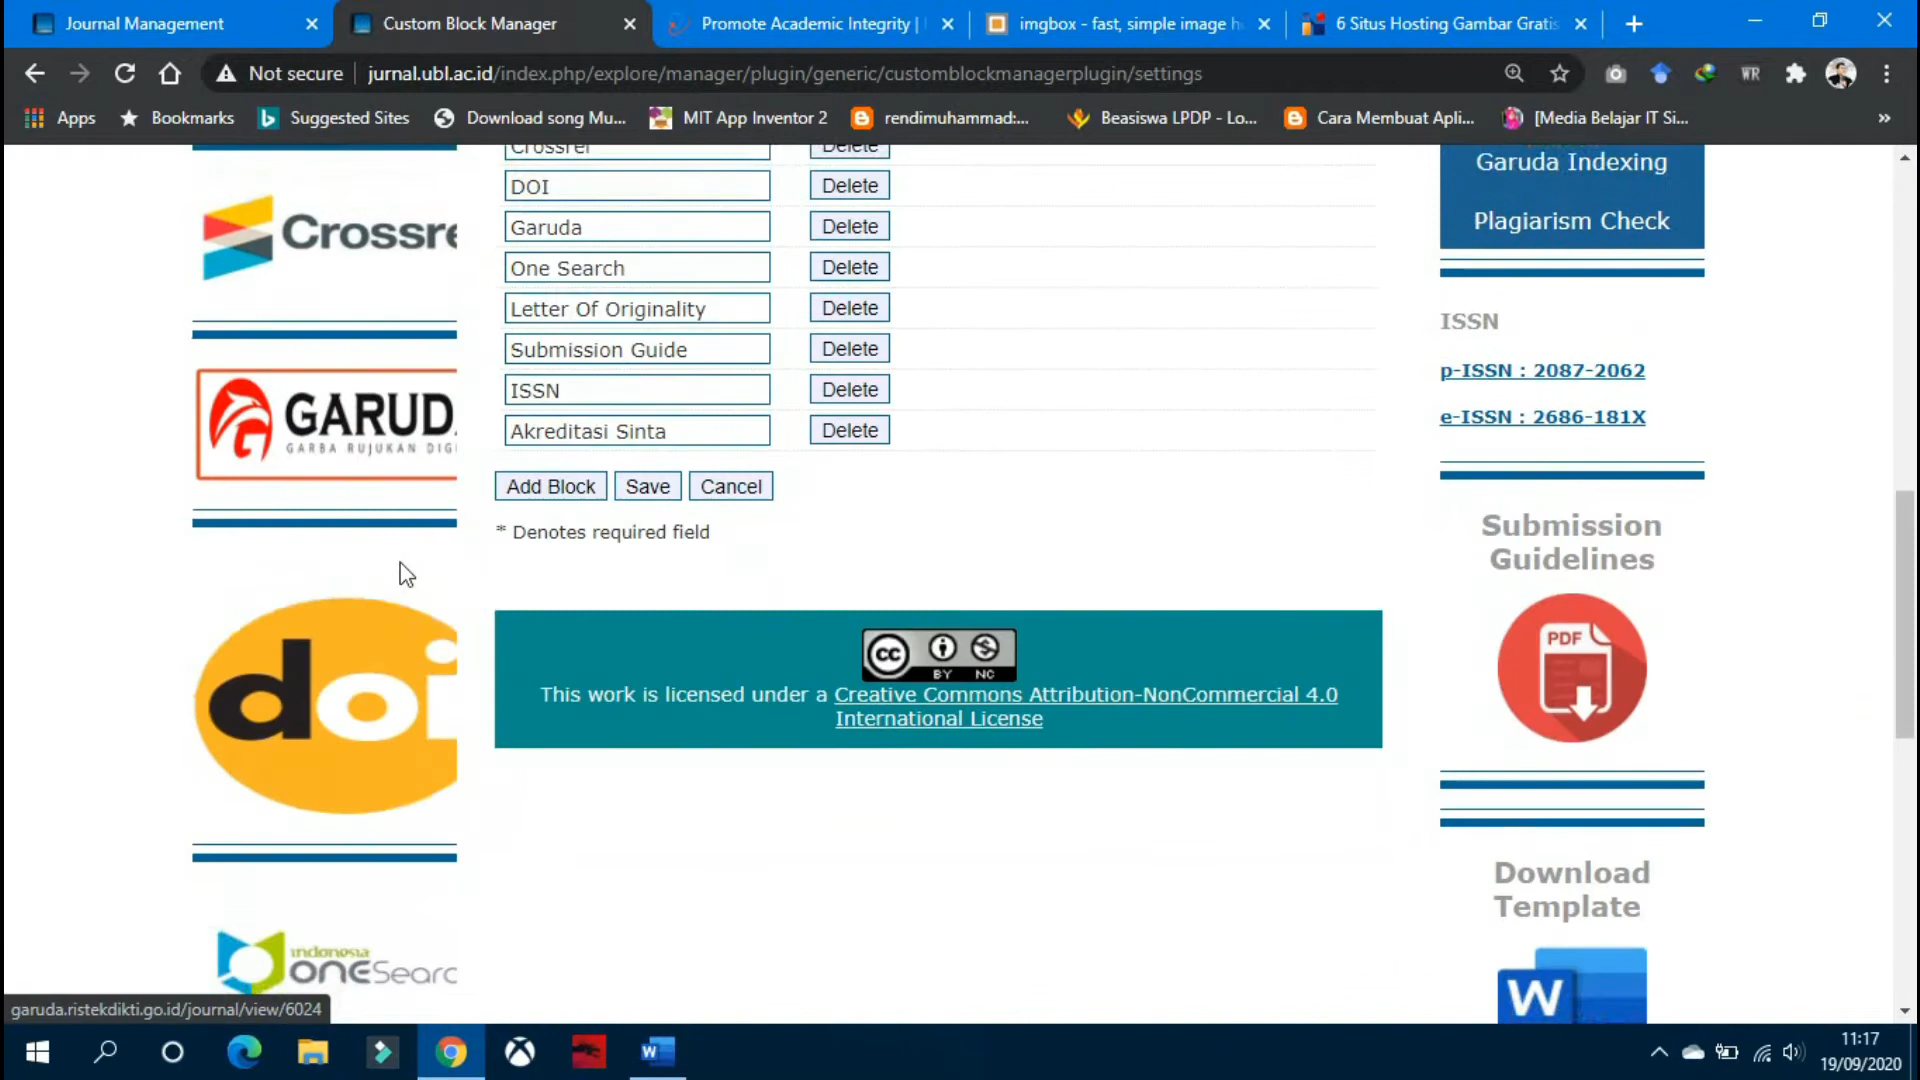 Journal Management
Custom Block Manager
Promote Academic Integrity |
imgbox - fast, simple image h
6 Situs Hosting Gambar Gratis
Not secure
jurnal.ubl.ac.id/index.php/explore/manager/plugin/generic/customblockmanagerplugin/settings
WR
Apps
Bookmarks
Suggested Sites
Download song Mu...
MIT App Inventor 2
rendimuhammad:...
Beasiswa LPDP - Lo...
Cara Membuat Apli...
[Media Belajar IT Si...
»
Crossref
Delete
DOI
Delete
Garuda
Delete
One Search
Delete
Letter Of Originality
Delete
Submission Guide
Delete
ISSN
Delete
Akreditasi Sinta
Delete
Add Block
Save
Cancel
* Denotes required field
CC
BY NC
This work is licensed under a Creative Commons Attribution-NonCommercial 4.0
International License
Crossre
GARUD
GARBA RUJUKAN DIGI
doi
indonesia
oneSearc
Garuda Indexing
Plagiarism Check
ISSN
p-ISSN : 2087-2062
e-ISSN : 2686-181X
Submission
Guidelines
PDF
Download
Template
W
garuda.ristekdikti.go.id/journal/view/6024
11:17
19/09/2020